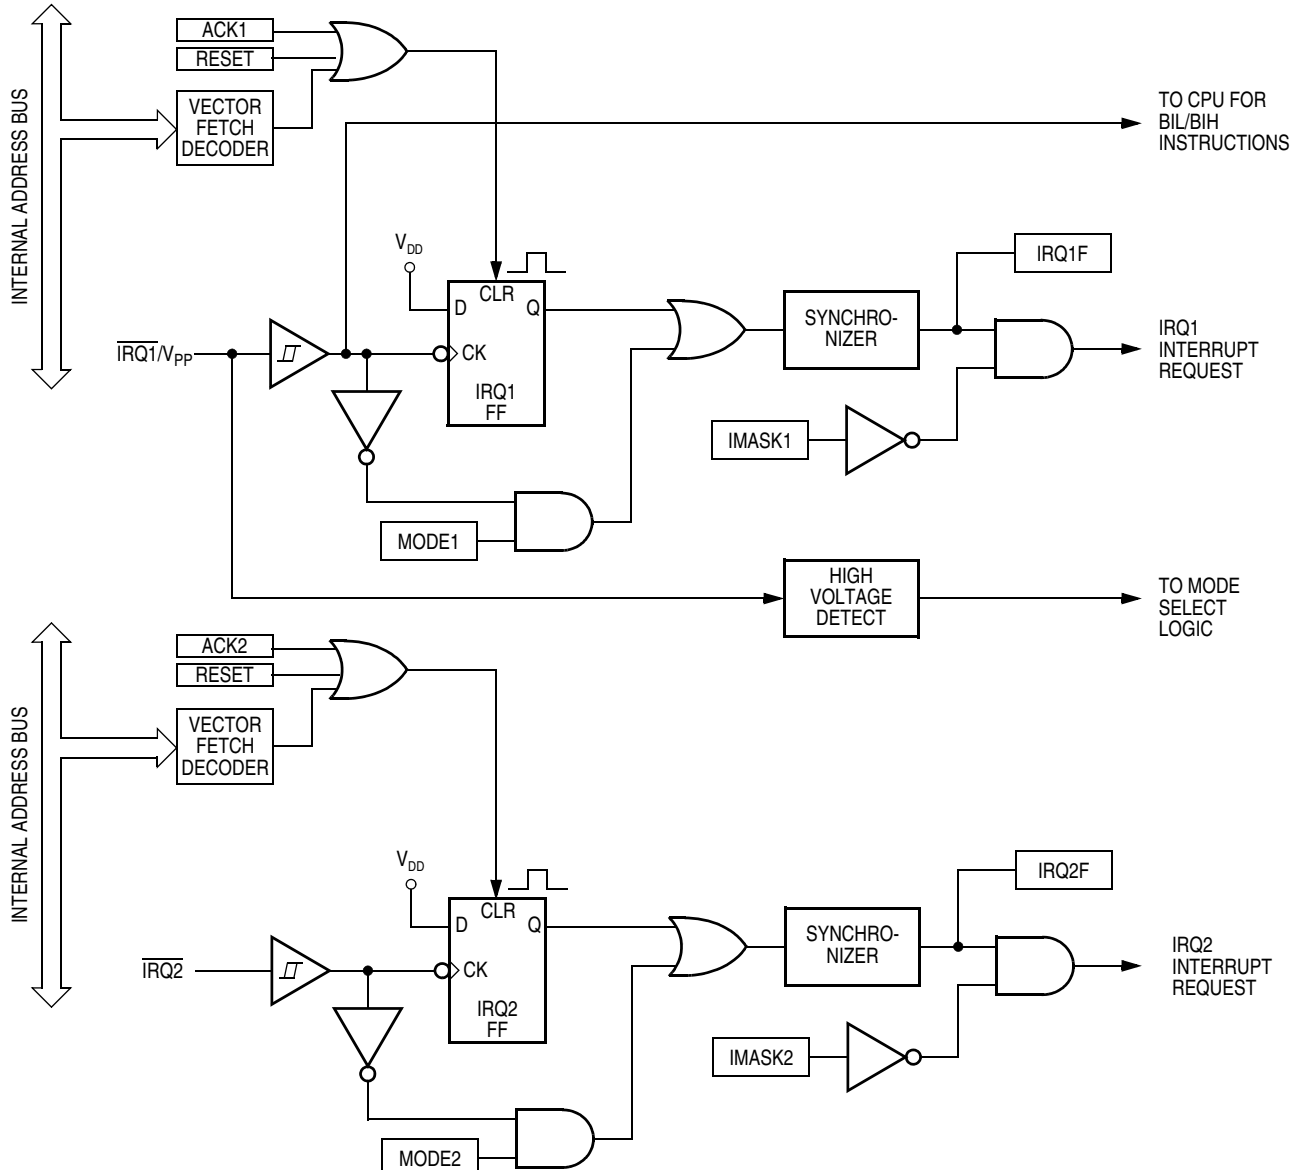 INTERNAL ADDRESS BUS
ACK1
RESET
VECTOR
FETCH
DECODER
TO CPU FOR
BIL/BIH
INSTRUCTIONS
VDD
D
CLR
Q
CK
IRQ1
FF
IRQ1/VPP
SYNCHRO-
NIZER
IRQ1F
IRQ1
INTERRUPT
REQUEST
IMASK1
MODE1
HIGH
VOLTAGE
DETECT
TO MODE
SELECT
LOGIC
INTERNAL ADDRESS BUS
ACK2
RESET
VECTOR
FETCH
DECODER
VDD
D
CLR
Q
CK
IRQ2
FF
IRQ2
SYNCHRO-
NIZER
IRQ2F
IRQ2
INTERRUPT
REQUEST
IMASK2
MODE2